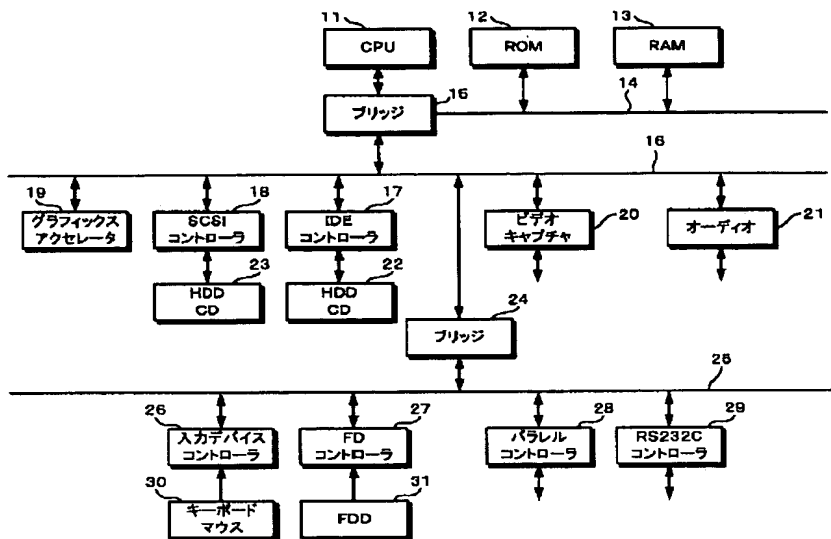 11
12
13
CPU
ROM
RAM
16
14
ブリッジ
16
19
18
17
20
21
グラフィックス
アクセレータ
SCSI
コントローラ
IDE
コントローラ
ビデオ
キャプチャ
オーディオ
23
22
HDD
CD
HDD
CD
24
ブリッジ
25
26
27
28
29
入力デバイス
コントローラ
FD
コントローラ
パラレル
コントローラ
RS232C
コントローラ
30
31
キーボード
マウス
FDD